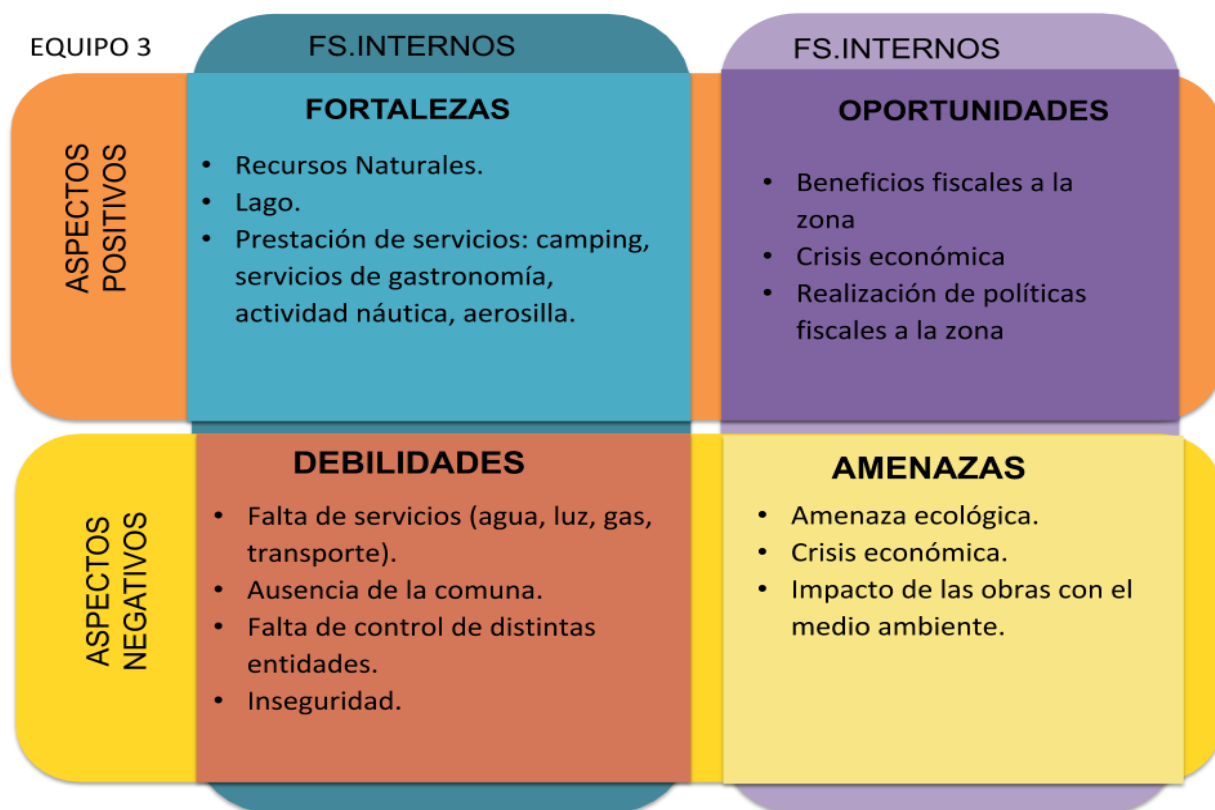 EQUIPO 3
FS.INTERNOS
FS.INTERNOS
ASPECTOS
POSITIVOS
FORTALEZAS
• Recursos Naturales.
• Lago.
• Prestación de servicios: camping,
servicios de gastronomía,
actividad náutica, aerosilla.
OPORTUNIDADES
• Beneficios fiscales a la
zona
• Crisis económica
• Realización de políticas
fiscales a la zona
ASPECTOS
NEGATIVOS
DEBILIDADES
• Falta de servicios (agua, luz, gas,
transporte).
• Ausencia de la comuna.
• Falta de control de distintas
entidades.
• Inseguridad.
AMENAZAS
• Amenaza ecológica.
• Crisis económica.
• Impacto de las obras con el
medio ambiente.